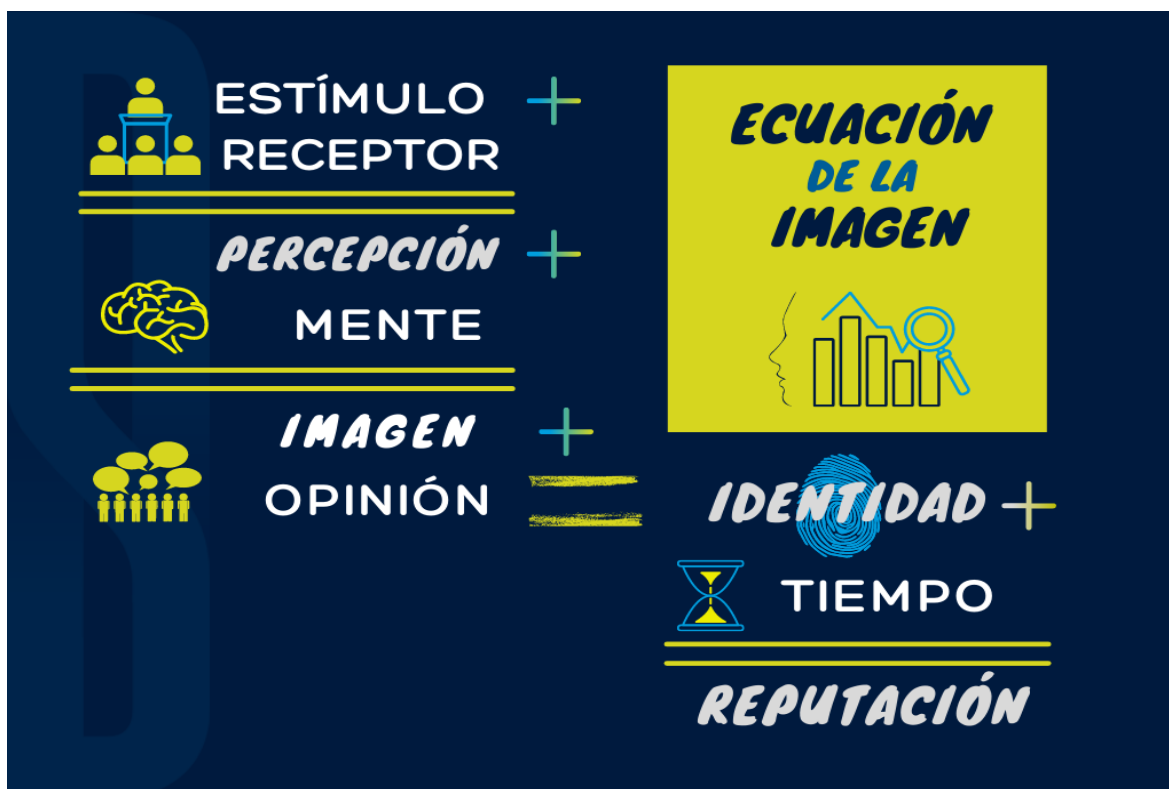 ESTÍMULO +
RECEPTOR
PERCEPCIÓN +
MENTE
IMAGEN +
OPINIÓN =
ECUACIÓN
DE LA
IMAGEN
IDENTIDAD +
TIEMPO
REPUTACIÓN